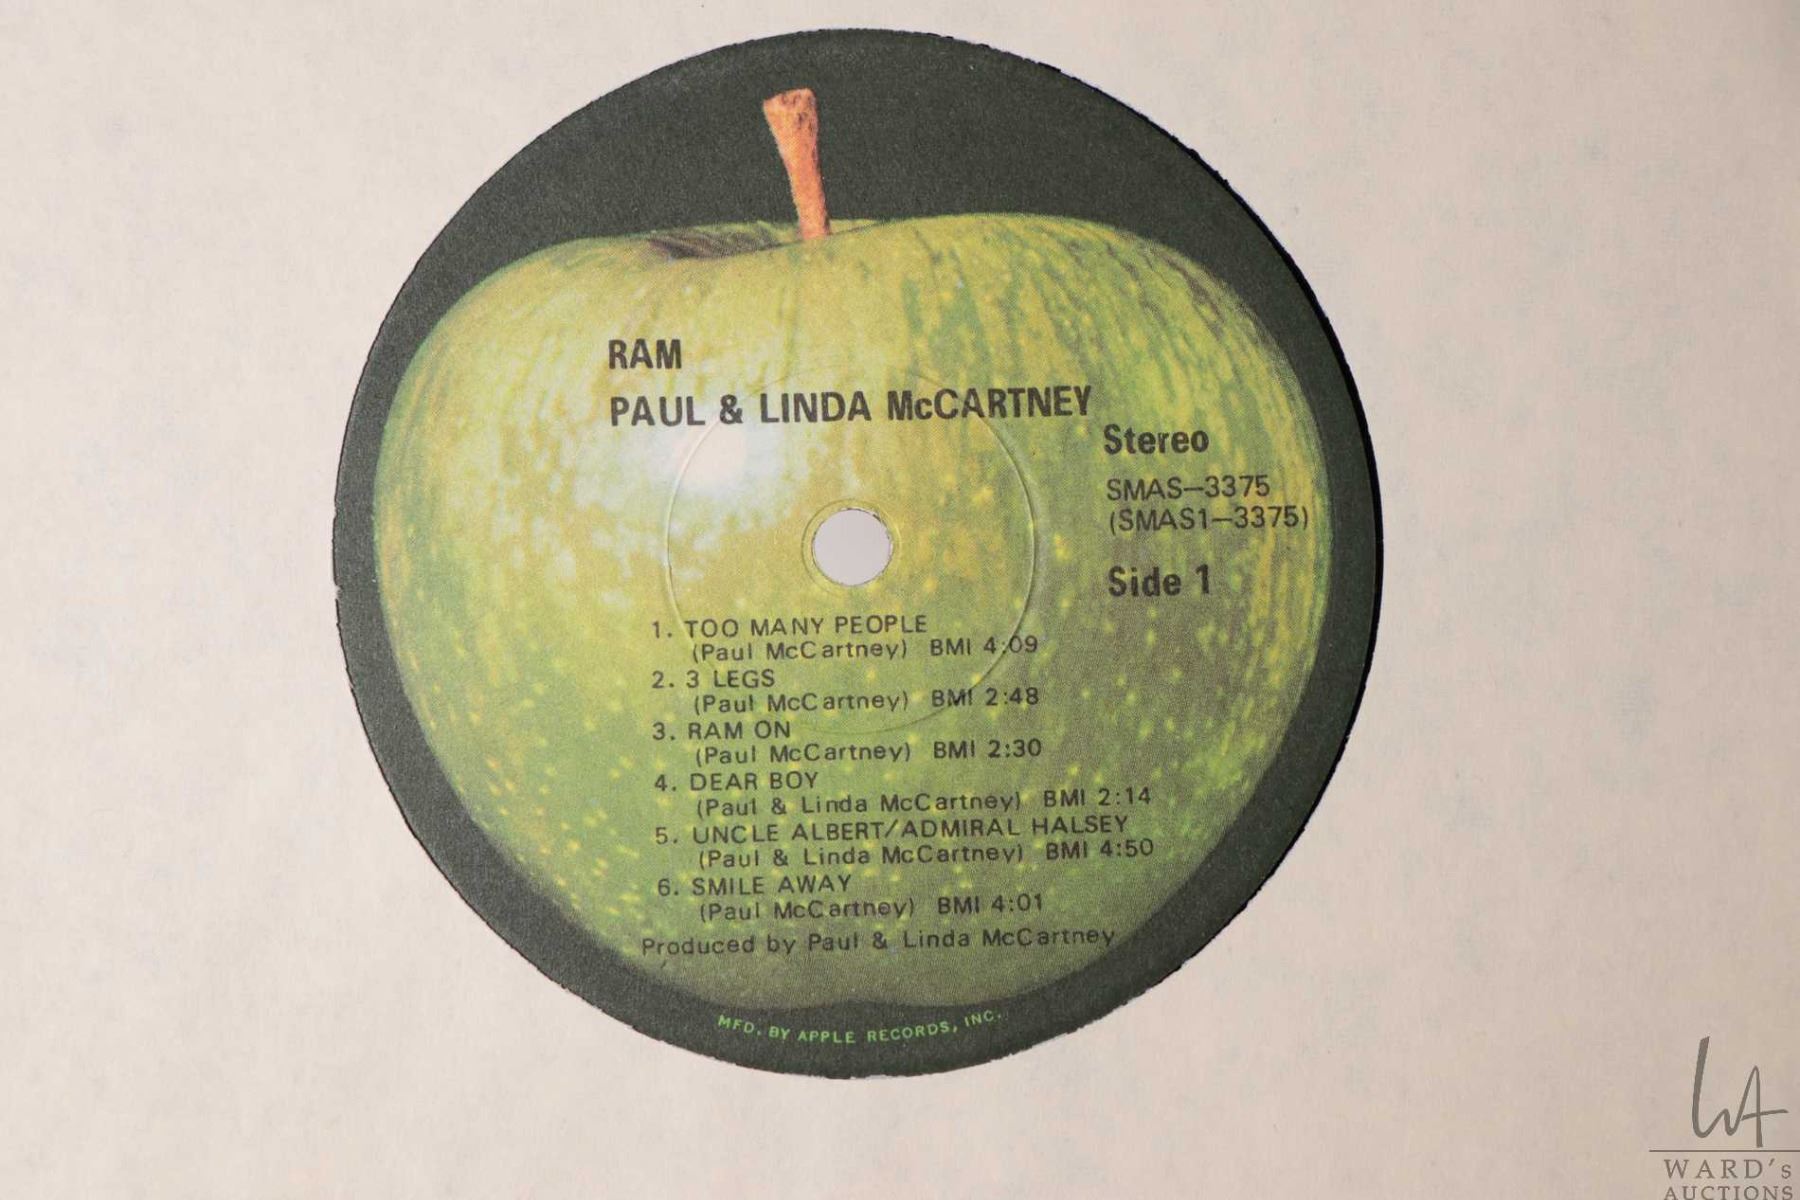 RAM
PAUL & LINDA McCARTNEY
Stereo
SMAS—3375
(SMAS1—3375)
Side 1
1. TOO MANY PEOPLE
(Paul McCartney) BMI 4:09
2. 3 LEGS
(Paul McCartney) BMI 2:48
3. RAM ON
(Paul McCartney) BMI 2:30
4. DEAR BOY
(Paul & Linda McCartney) BMI 2:14
5. UNCLE ALBERT/ADMIRAL HALSEY
(Paul & Linda McCartney) BMI 4:50
6. SMILE AWAY
(Paul McCartney) BMI 4:01
Produced by Paul & Linda McCartney
MFD. BY APPLE RECORDS, INC.
WA
WARD's
AUCTIONS